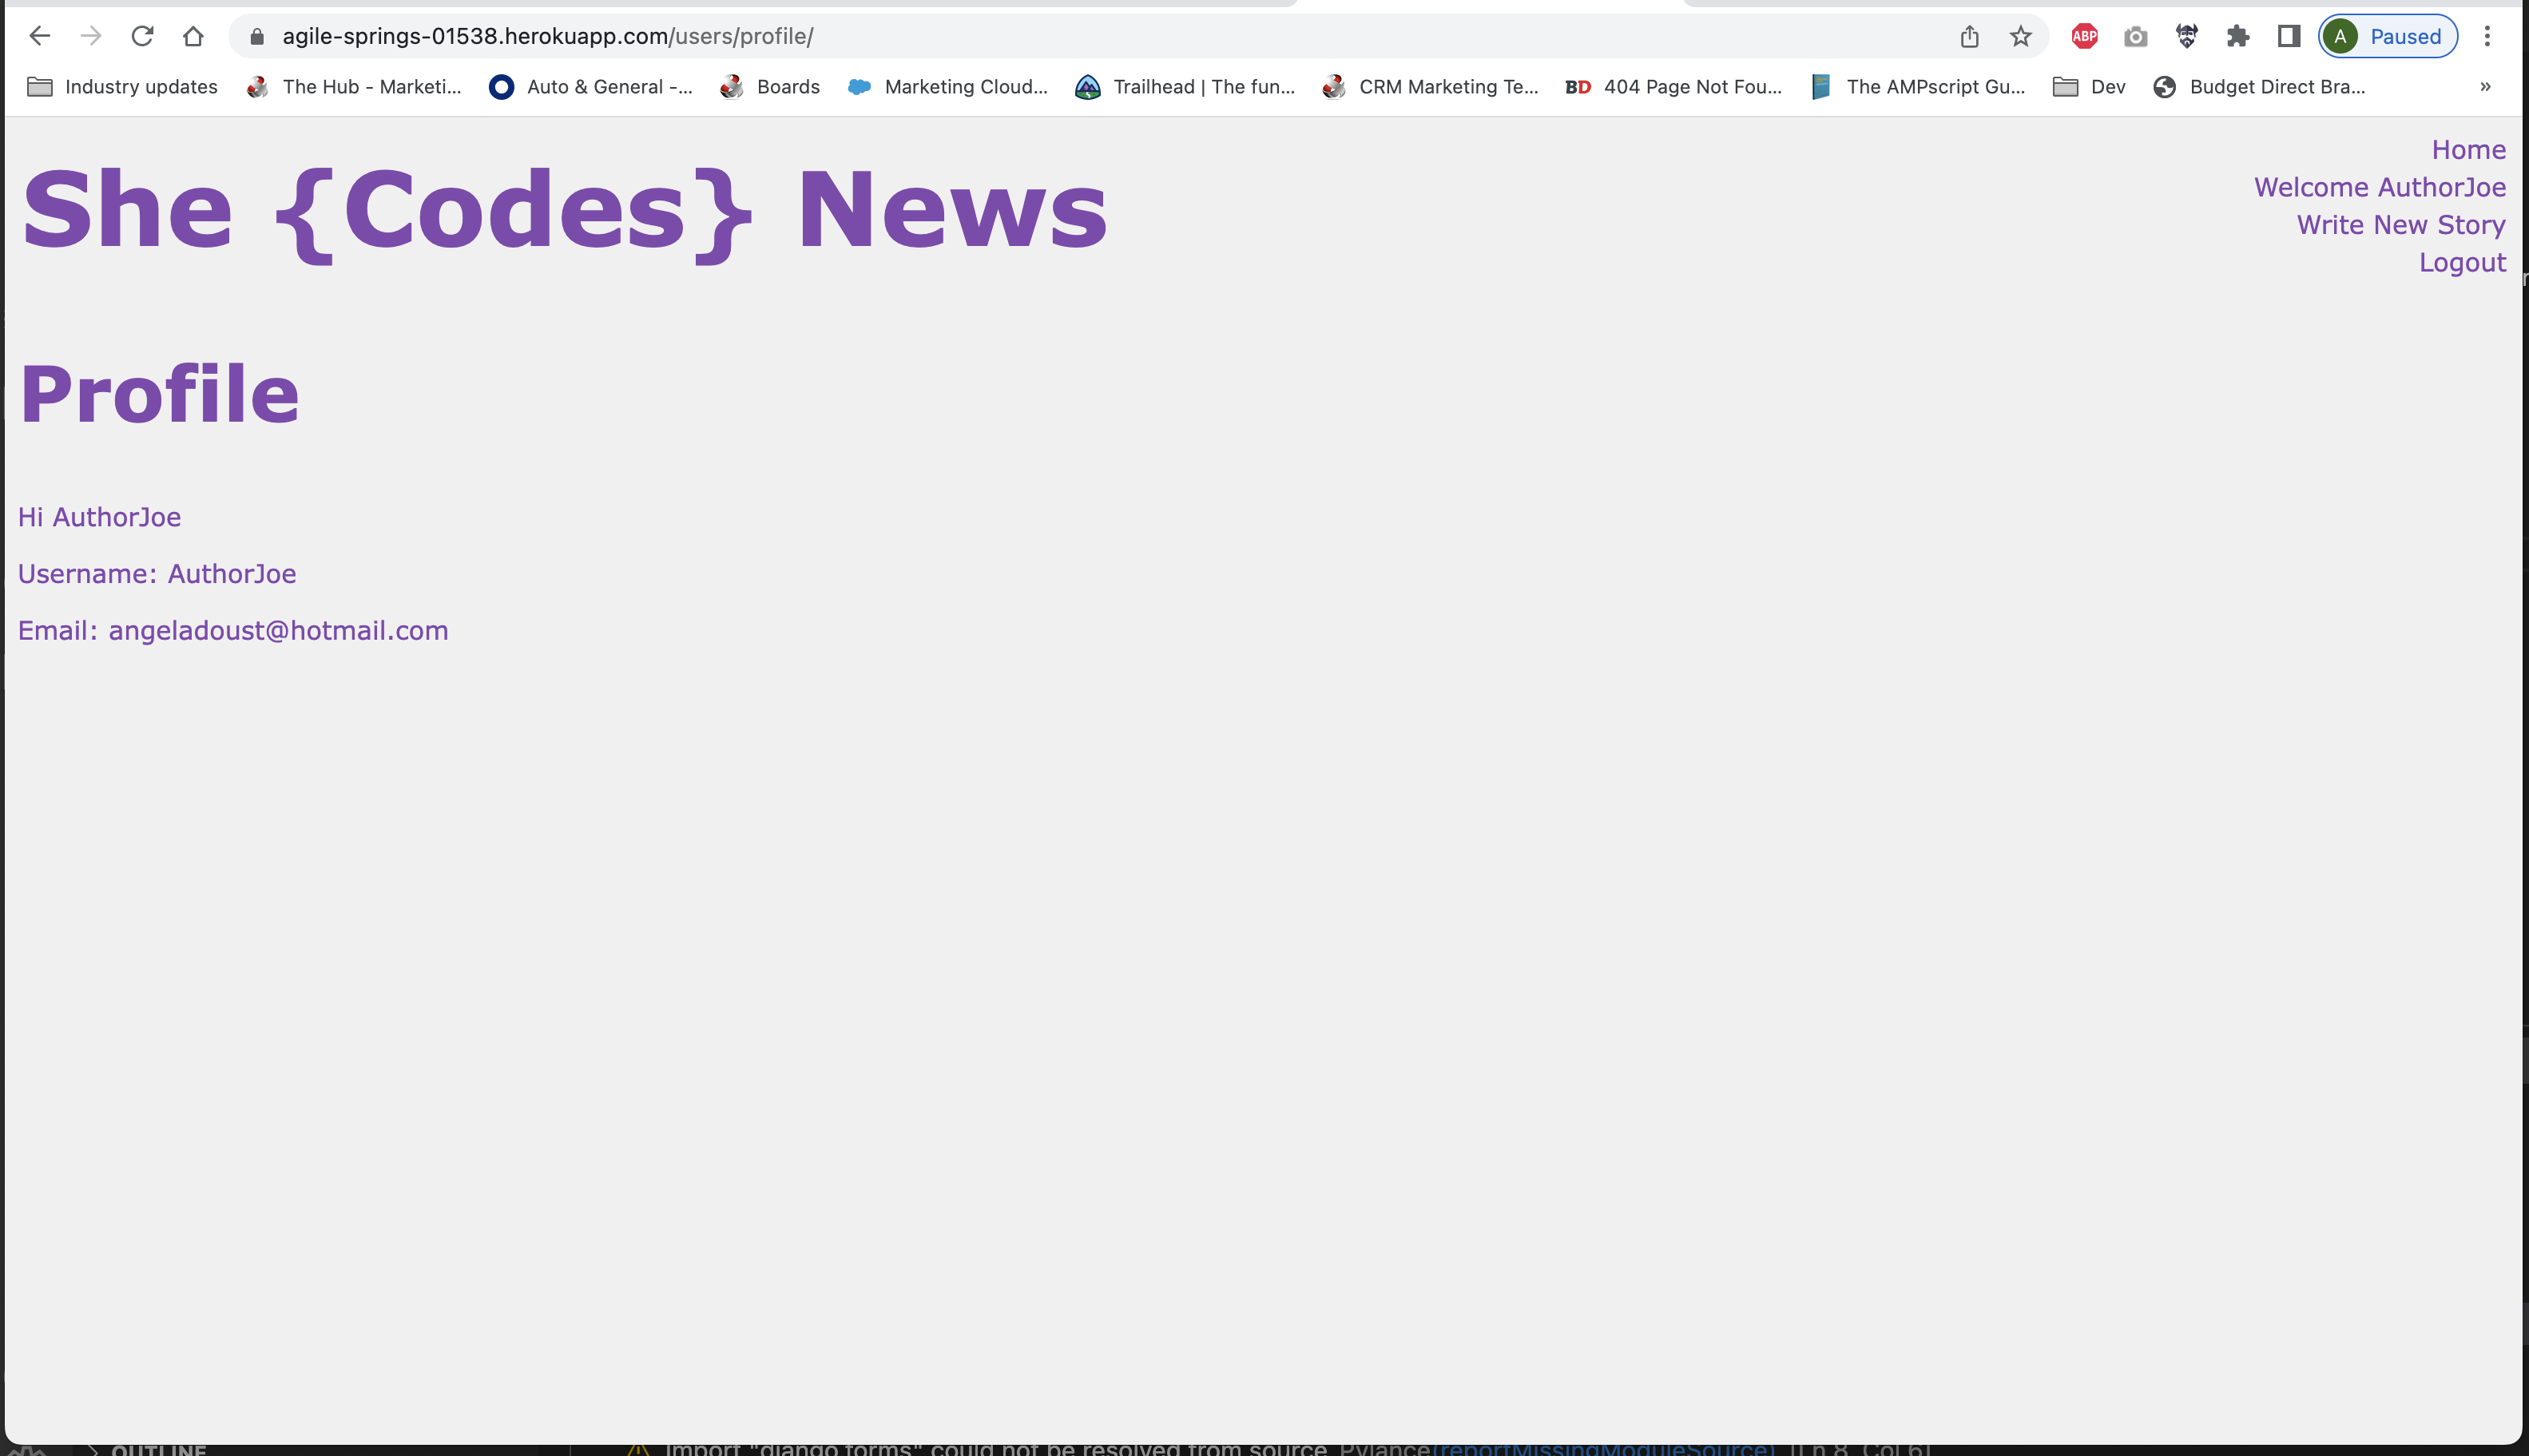 agile-springs-01538.herokuapp.com/users/profile/
ABP
A Paused
Industry updates
The Hub - Marketi...
Auto & General -...
Boards
Marketing Cloud...
Trailhead | The fun...
CRM Marketing Te...
BD 404 Page Not Fou...
The AMPscript Gu...
Dev
Budget Direct Bra...
»
She {Codes} News
Home
Welcome AuthorJoe
Write New Story
Logout
Profile
Hi AuthorJoe
Username: AuthorJoe
Email: angeladoust@hotmail.com
OUTLINE
Import "django.forms" could not be resolved from source Pylance(reportMissingModuleSource) [Ln 8, Col 6]